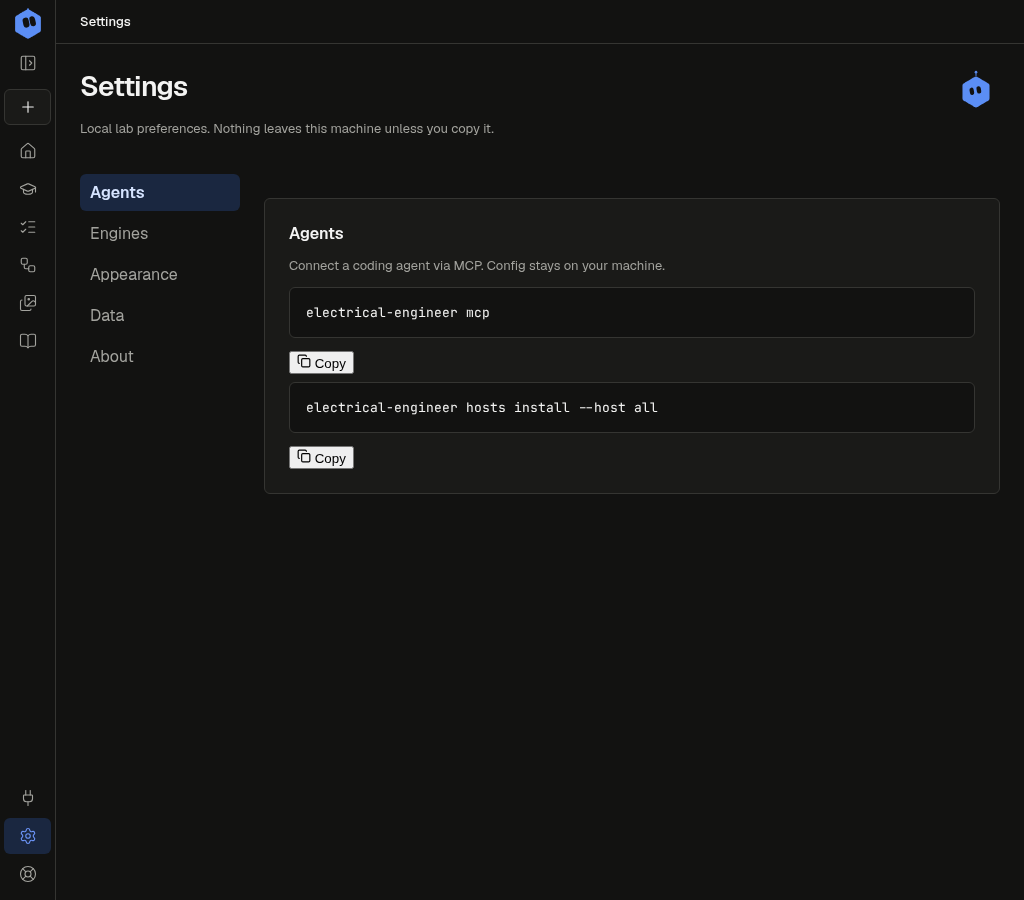 Settings
Settings
Local lab preferences. Nothing leaves this machine unless you copy it.
Agents
Engines
Appearance
Data
About
Agents
Connect a coding agent via MCP. Config stays on your machine.
electrical-engineer mcp
Copy
electrical-engineer hosts install --host all
Copy